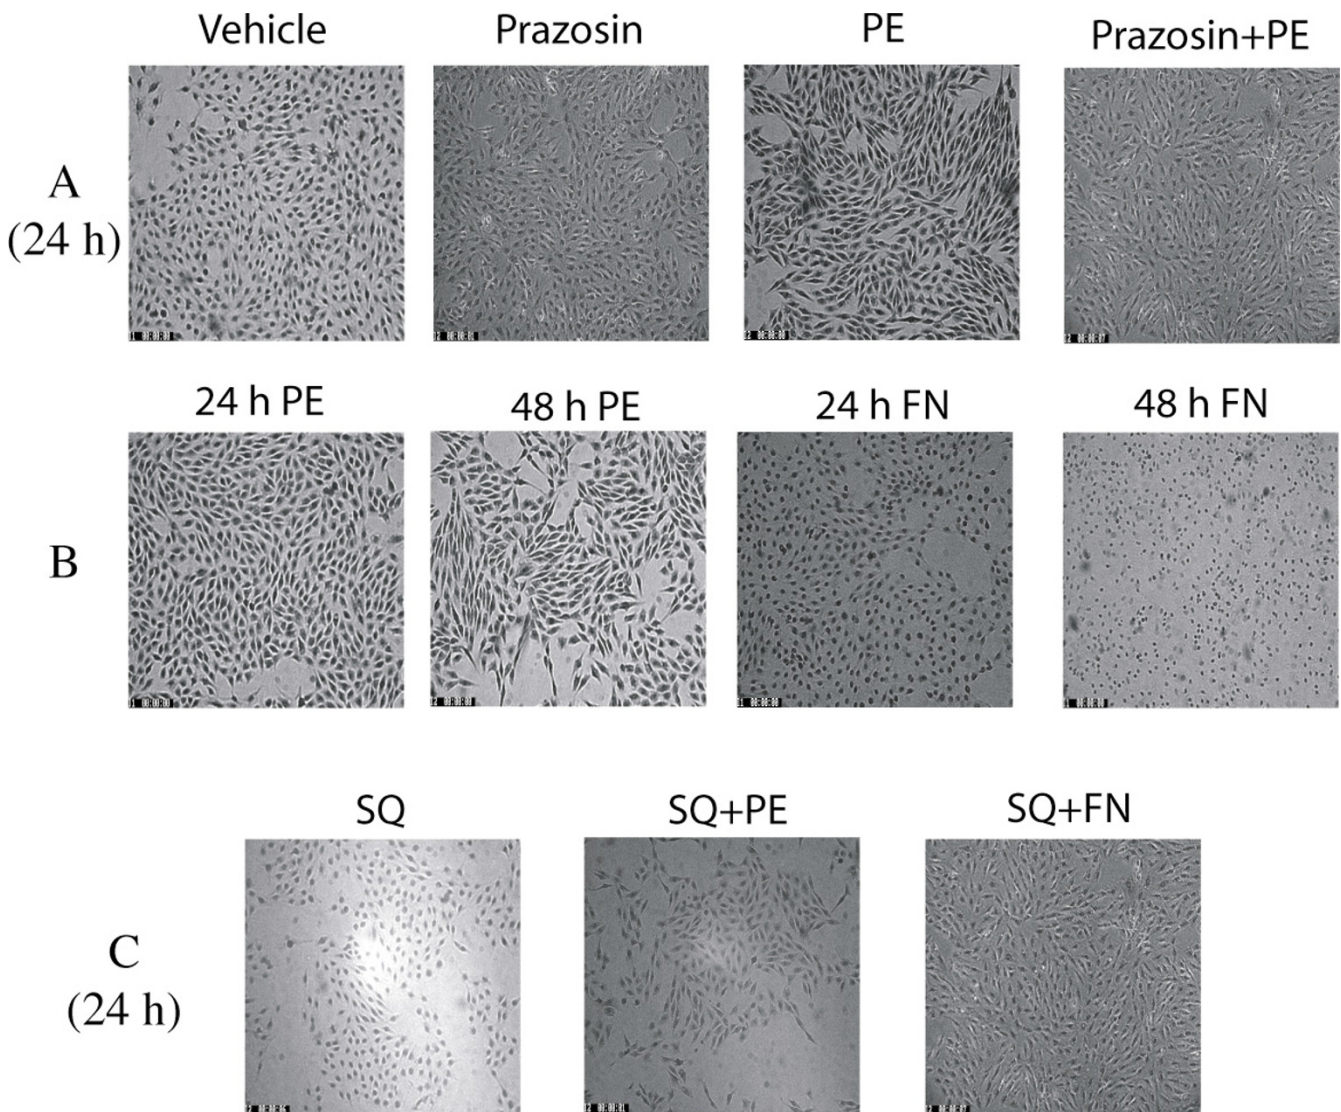 Vehicle Prazosin PE Prazosin+PE
A
(24 h)
24 h PE 48 h PE 24 h FN 48 h FN
B
SQ SQ+PE SQ+FN
C
(24 h)